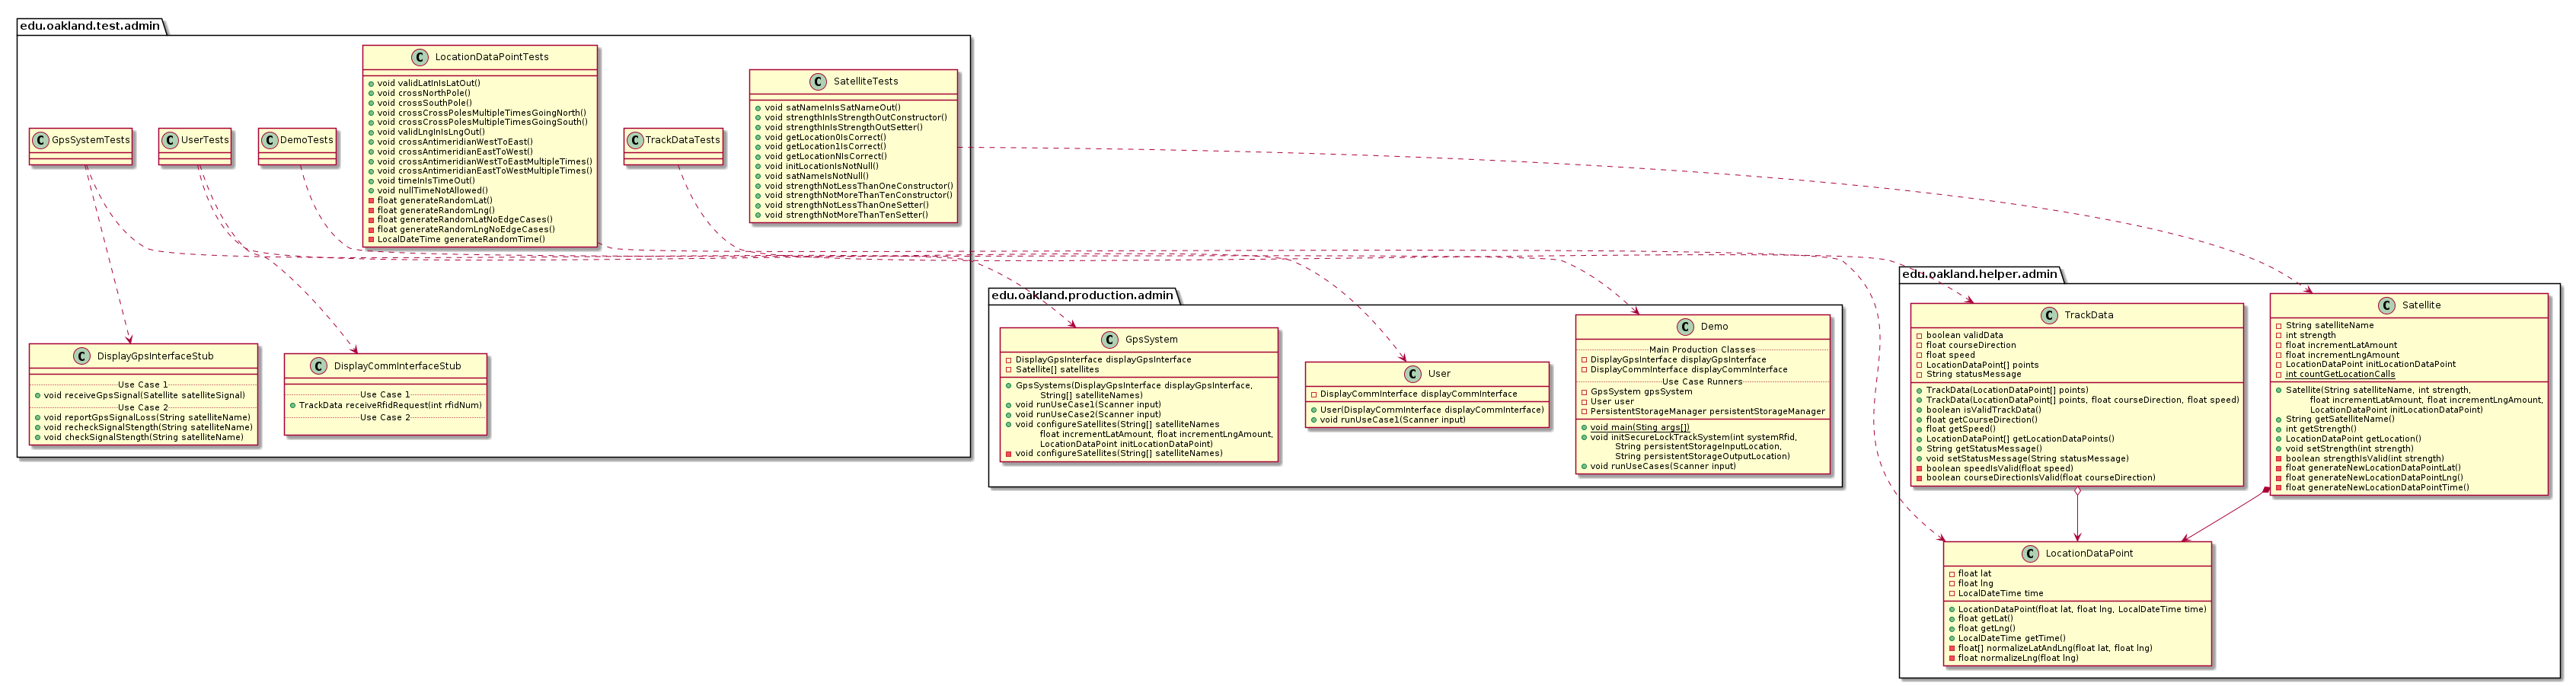 edu.oakland.test.admin
C LocationDataPointTests
void validLatInIsLatOut()
void crossNorthPole()
void crossSouthPole()
void crossCrossPolesMultipleTimesGoingNorth()
void crossCrossPolesMultipleTimesGoingSouth()
void validLngInIsLngOut()
void crossAntimeridianWestToEast()
void crossAntimeridianEastToWest()
void crossAntimeridianWestToEastMultipleTimes()
void crossAntimeridianEastToWestMultipleTimes()
void timeInIsTimeOut()
void nullTimeNotAllowed()
float generateRandomLat()
float generateRandomLng()
float generateRandomLatNoEdgeCases()
float generateRandomLngNoEdgeCases()
LocalDateTime generateRandomTime()
C SatelliteTests
void satNameInIsSatNameOut()
void strengthInIsStrengthOutConstructor()
void strengthInIsStrengthOutSetter()
void getLocation0IsCorrect()
void getLocation1IsCorrect()
void getLocationNIsCorrect()
void initLocationIsNotNull()
void satNameIsNotNull()
void strengthNotLessThanOneConstructor()
void strengthNotMoreThanTenConstructor()
void strengthNotLessThanOneSetter()
void strengthNotMoreThanTenSetter()
C GpsSystemTests
C UserTests
C DemoTests
C TrackDataTests
C DisplayGpsInterfaceStub
Use Case 1
void receiveGpsSignal(Satellite satelliteSignal)
Use Case 2
void reportGpsSignalLoss(String satelliteName)
void recheckSignalStength(String satelliteName)
void checkSignalStength(String satelliteName)
C DisplayCommInterfaceStub
Use Case 1
TrackData receiveRfidRequest(int rfidNum)
Use Case 2
edu.oakland.production.admin
C GpsSystem
DisplayGpsInterface displayGpsInterface
Satellite[] satellites
GpsSystems(DisplayGpsInterface displayGpsInterface,
String[] satelliteNames)
void runUseCase1(Scanner input)
void runUseCase2(Scanner input)
void configureSatellites(String[] satelliteNames
float incrementLatAmount, float incrementLngAmount,
LocationDataPoint initLocationDataPoint)
void configureSatellites(String[] satelliteNames)
C User
DisplayCommInterface displayCommInterface
User(DisplayCommInterface displayCommInterface)
void runUseCase1(Scanner input)
C Demo
Main Production Classes
DisplayGpsInterface displayGpsInterface
DisplayCommInterface displayCommInterface
Use Case Runners
GpsSystem gpsSystem
User user
PersistentStorageManager persistentStorageManager
void main(Sting args[])
void initSecureLockTrackSystem(int systemRfid,
String persistentStorageInputLocation,
String persistentStorageOutputLocation)
void runUseCases(Scanner input)
edu.oakland.helper.admin
C TrackData
boolean validData
float courseDirection
float speed
LocationDataPoint[] points
String statusMessage
TrackData(LocationDataPoint[] points)
TrackData(LocationDataPoint[] points, float courseDirection, float speed)
boolean isValidTrackData()
float getCourseDirection()
float getSpeed()
LocationDataPoint[] getLocationDataPoints()
String getStatusMessage()
void setStatusMessage(String statusMessage)
boolean speedIsValid(float speed)
boolean courseDirectionIsValid(float courseDirection)
C Satellite
String satelliteName
int strength
float incrementLatAmount
float incrementLngAmount
LocationDataPoint initLocationDataPoint
int countGetLocationCalls
Satellite(String satelliteName, int strength,
float incrementLatAmount, float incrementLngAmount,
LocationDataPoint initLocationDataPoint)
String getSatelliteName()
int getStrength()
LocationDataPoint getLocation()
void setStrength(int strength)
boolean strengthIsValid(int strength)
float generateNewLocationDataPointLat()
float generateNewLocationDataPointLng()
float generateNewLocationDataPointTime()
C LocationDataPoint
float lat
float lng
LocalDateTime time
LocationDataPoint(float lat, float lng, LocalDateTime time)
float getLat()
float getLng()
LocalDateTime getTime()
float[] normalizeLatAndLng(float lat, float lng)
float normalizeLng(float lng)